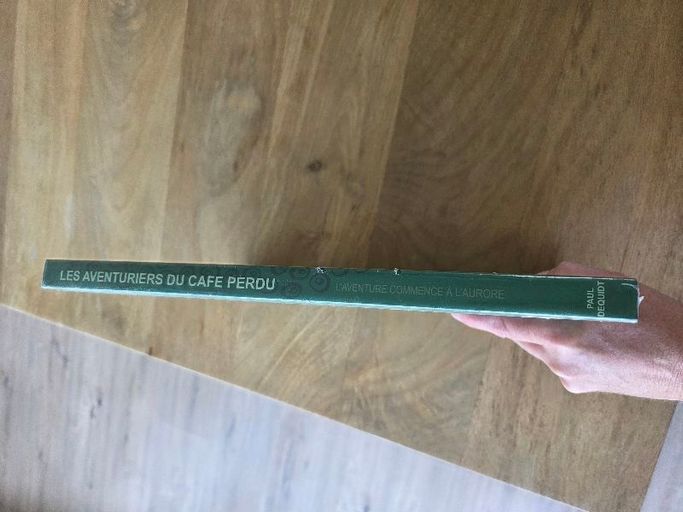 LES AVENTURIERS DU CAFE PERDU
L'AVENTURE COMMENCE À L'AURORE
PAUL
DEQUIDT